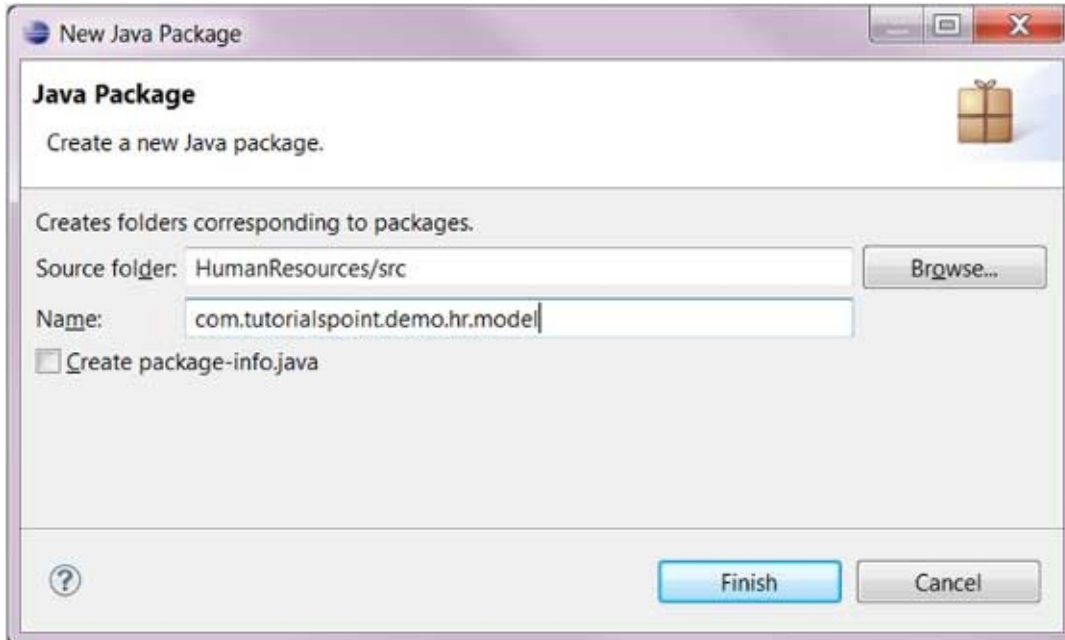 New Java Package
Java Package
Create a new Java package.
Creates folders corresponding to packages.
Source folder: HumanResources/src Browse...
Name: com.tutorialspoint.demo.hr.model
Create package-info.java
? Finish Cancel